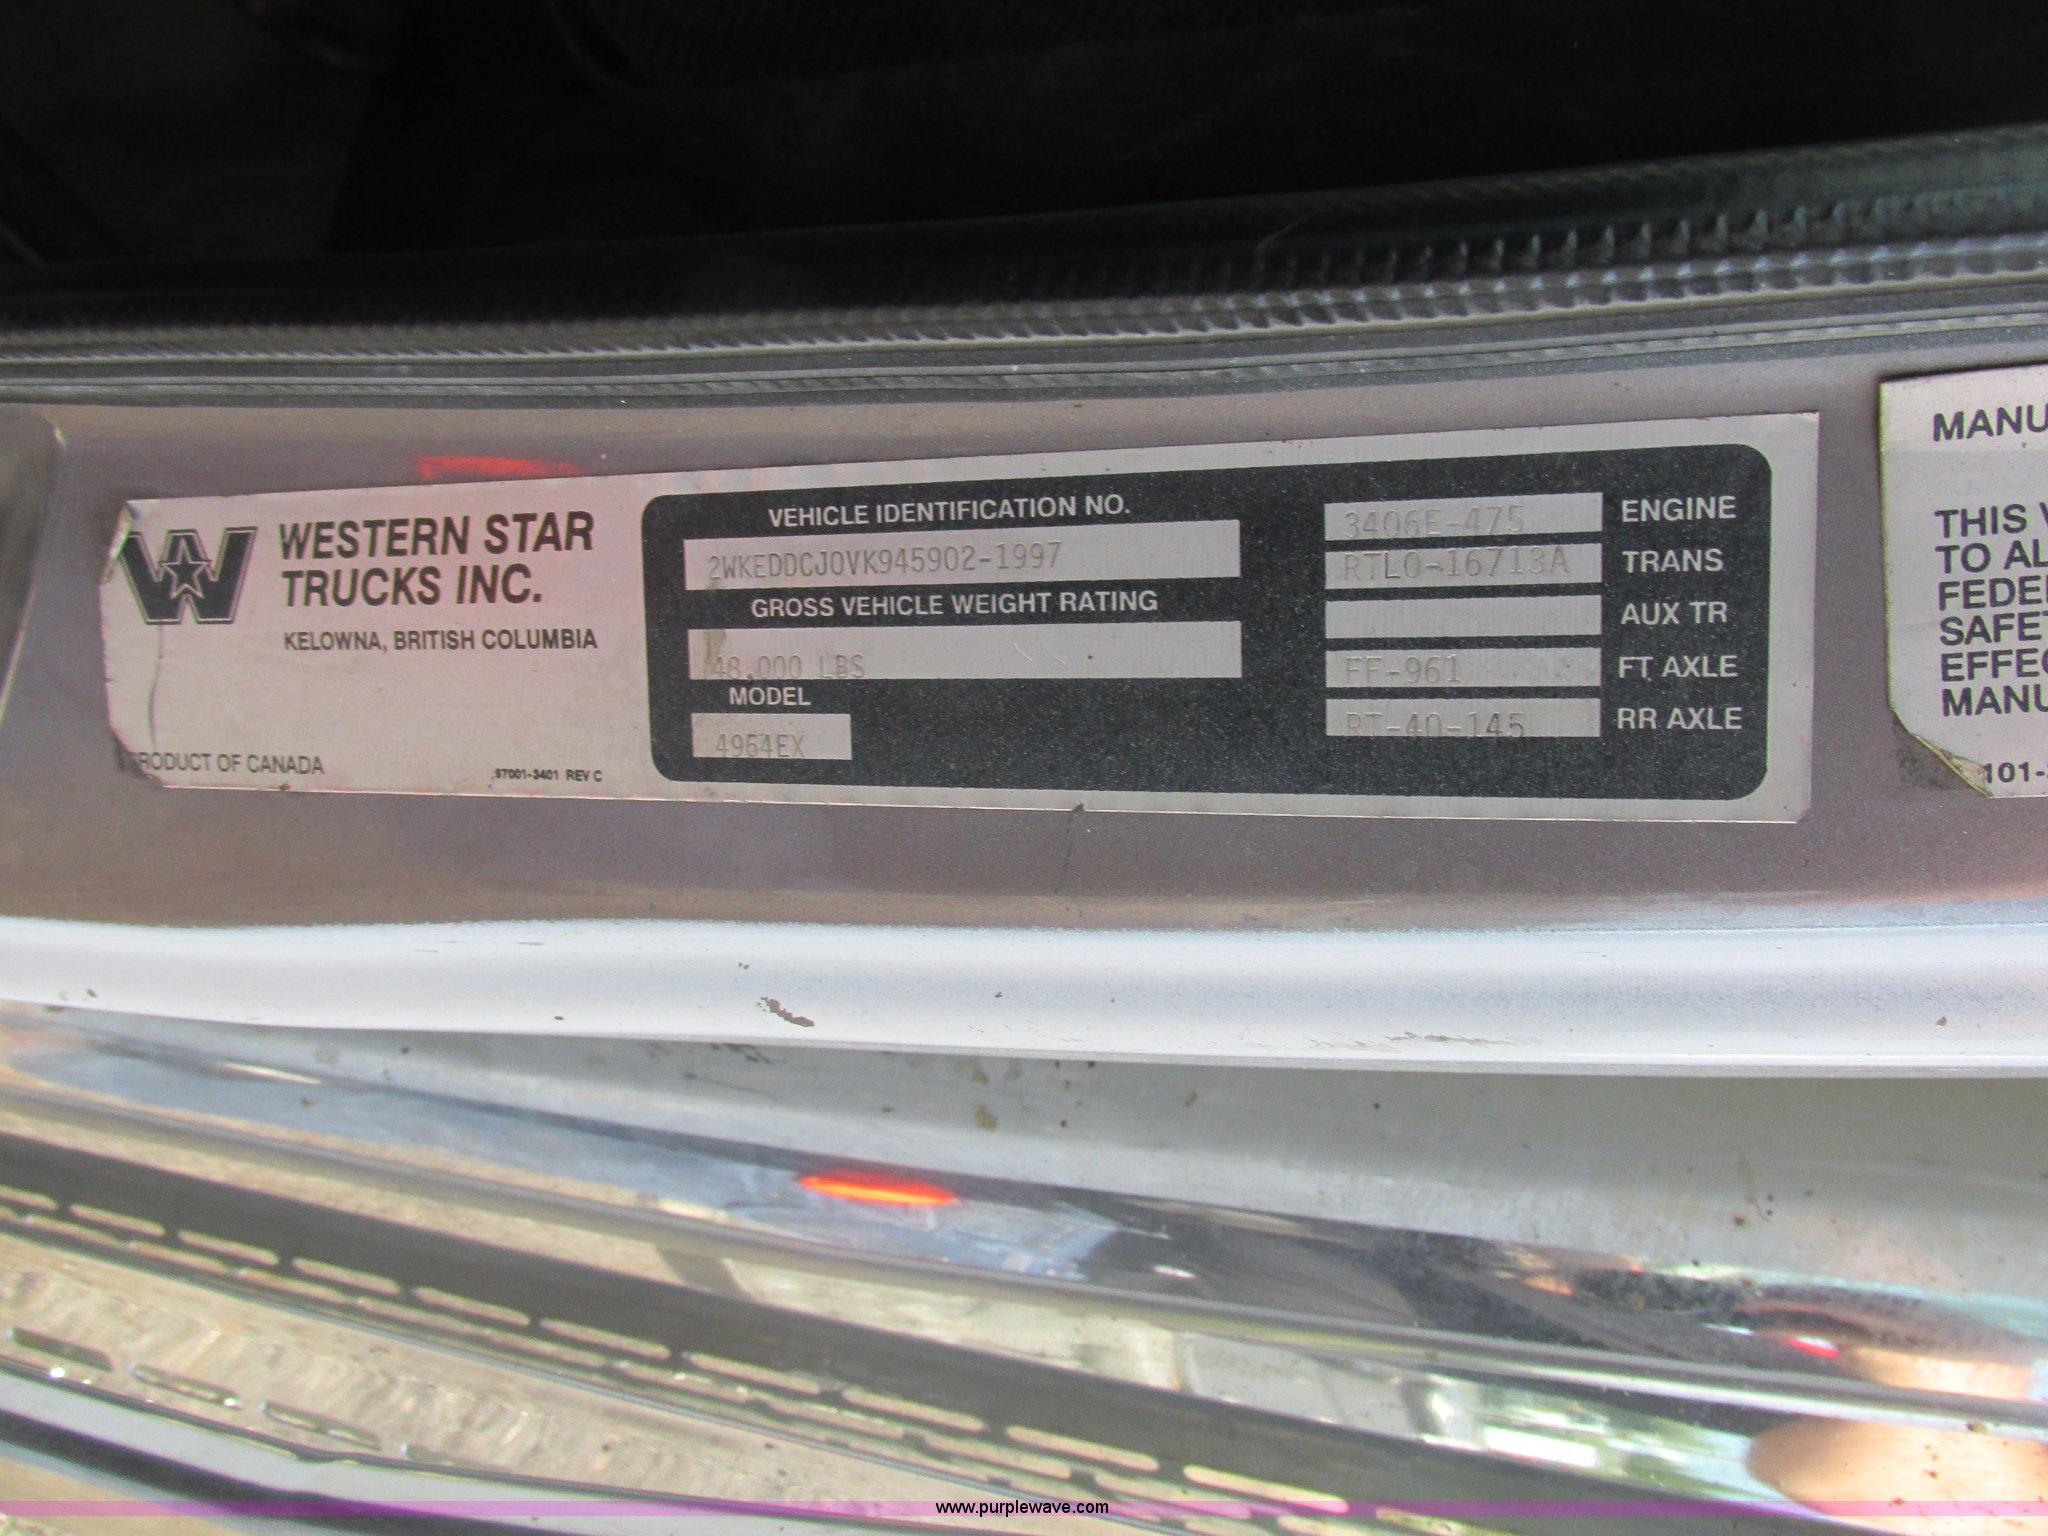 WESTERN STAR
TRUCKS INC.
KELOWNA, BRITISH COLUMBIA
PRODUCT OF CANADA
97001-3401 REV C
VEHICLE IDENTIFICATION NO.
2WKEDDCJ0VK945902-1997
GROSS VEHICLE WEIGHT RATING
48,000 LBS
MODEL
4964EX
3406E-475 ENGINE
RTLO-16713A TRANS
AUX TR
FF-961 FT AXLE
RT-40-145 RR AXLE
MANU
THIS V
TO AL
FEDE
SAFET
EFFEC
MANU
101-
www.purplewave.com